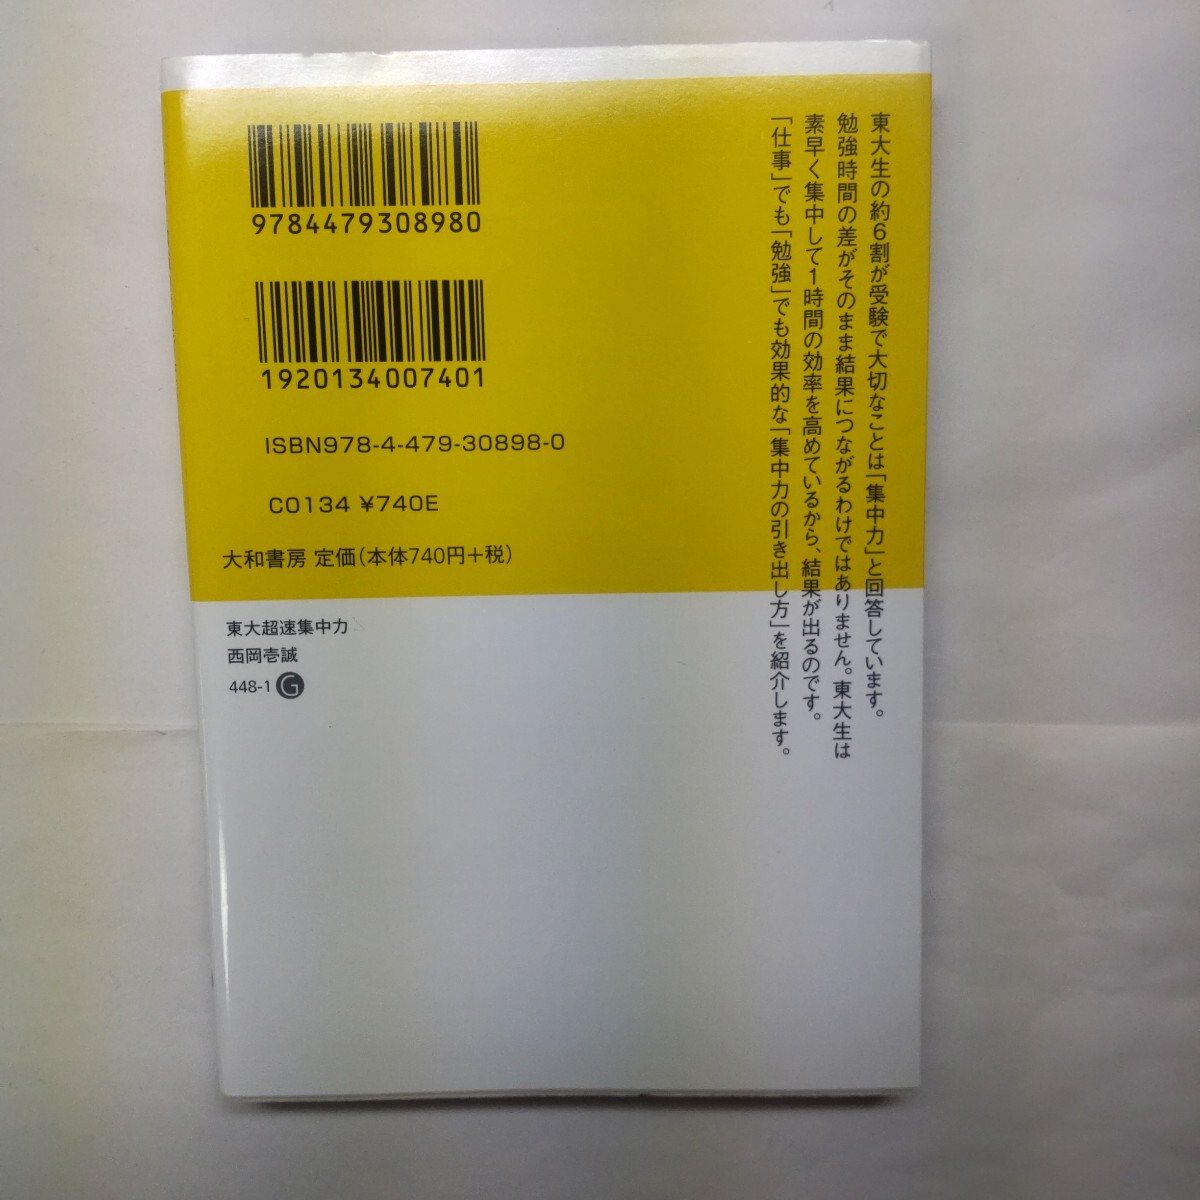 東大生の約6割が受験で大切なことは「集中力」と回答しています。
勉強時間の差がそのまま結果につながるわけではありません。東大生は
素早く集中して1時間の効率を高めているから、結果が出るのです。
「仕事」でも「勉強」でも効果的な「集中力の引き出し方」を紹介します。
9784479308980
1920134007401
ISBN978-4-479-30898-0
C0134 ¥740E
大和書房 定価(本体740円+税)
東大超速集中力
西岡壱誠
448-1 G